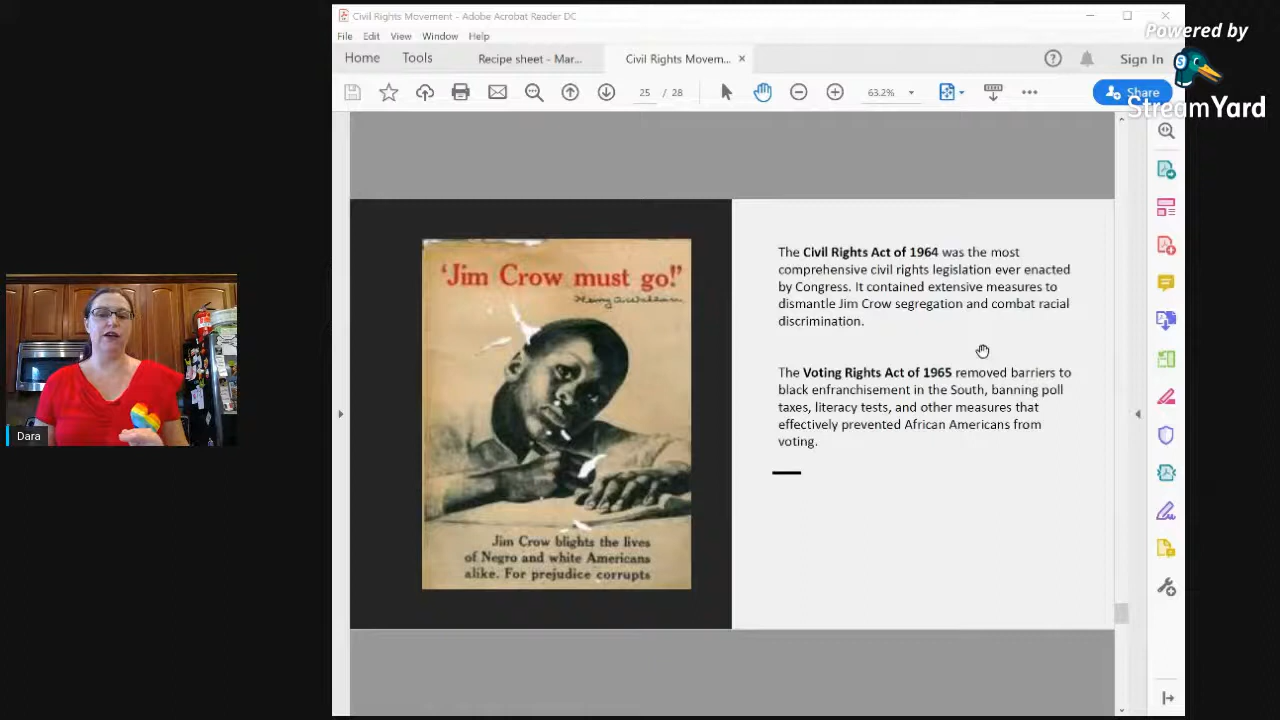 Civil Rights Movement - Adobe Acrobat Reader DC
Powered by
StreamYard
File Edit View Window Help
Home Tools Recipe sheet - Mar... Civil Rights Movem... × Sign In
25 / 28 63.2% Share
'Jim Crow must go!'
Jim Crow blights the lives
of Negro and white Americans
alike. For prejudice corrupts
The Civil Rights Act of 1964 was the most
comprehensive civil rights legislation ever enacted
by Congress. It contained extensive measures to
dismantle Jim Crow segregation and combat racial
discrimination.
The Voting Rights Act of 1965 removed barriers to
black enfranchisement in the South, banning poll
taxes, literacy tests, and other measures that
effectively prevented African Americans from
voting.
Dara